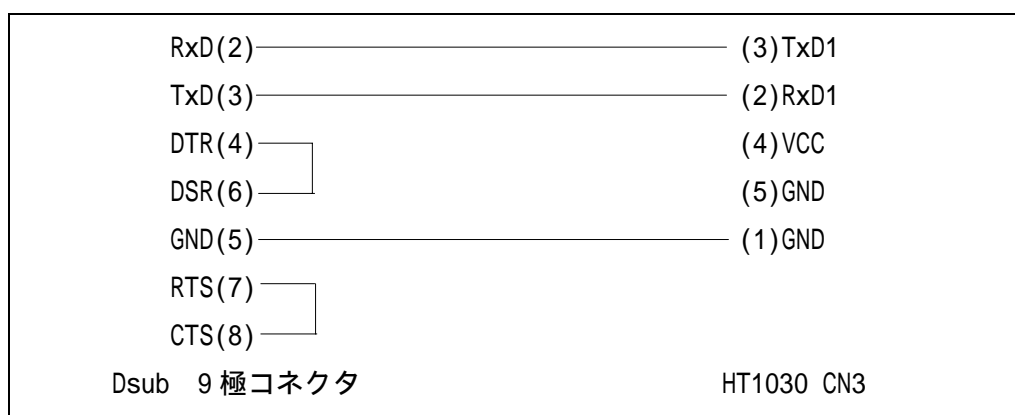 RxD(2) (3)TxD1
TxD(3) (2)RxD1
DTR(4) (4)VCC
DSR(6) (5)GND
GND(5) (1)GND
RTS(7)
CTS(8)
Dsub 9極コネクタ HT1030 CN3